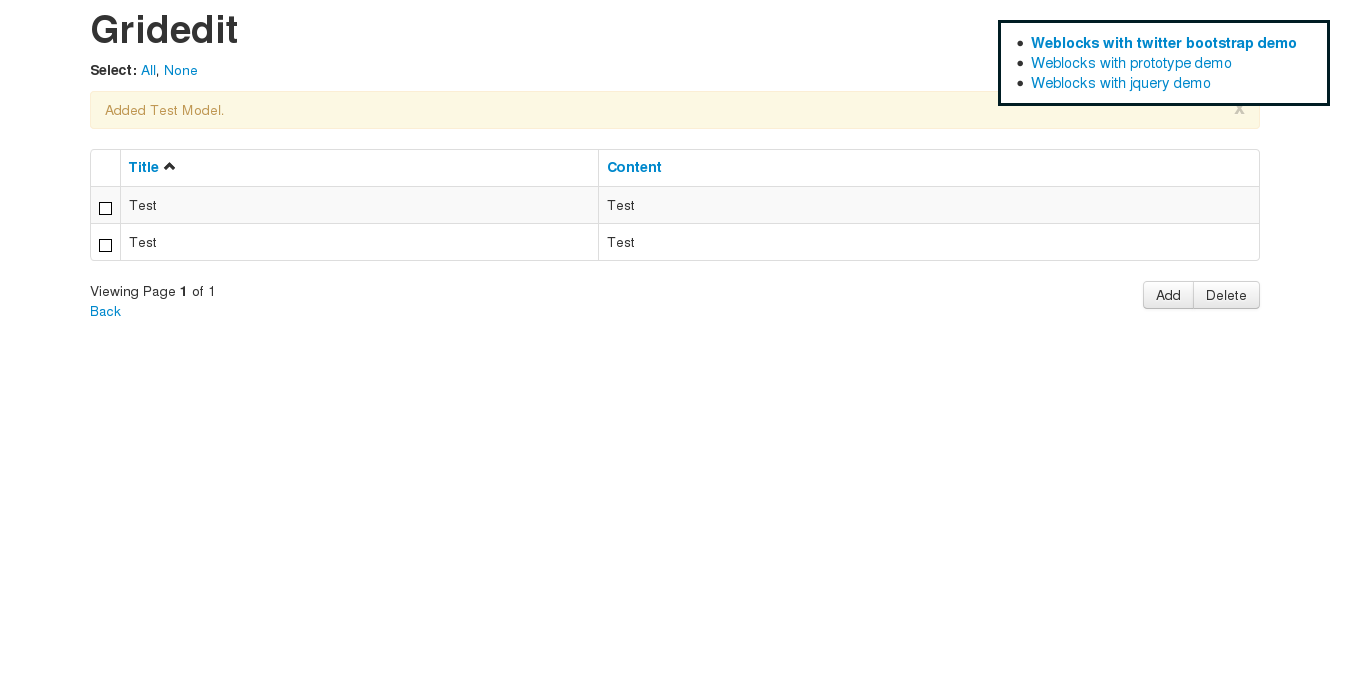 Gridedit
Select: All, None
Weblocks with twitter bootstrap demo
Weblocks with prototype demo
Weblocks with jquery demo
Added Test Model. x
Title Content
Test Test
Test Test
Viewing Page 1 of 1
Back
Add Delete